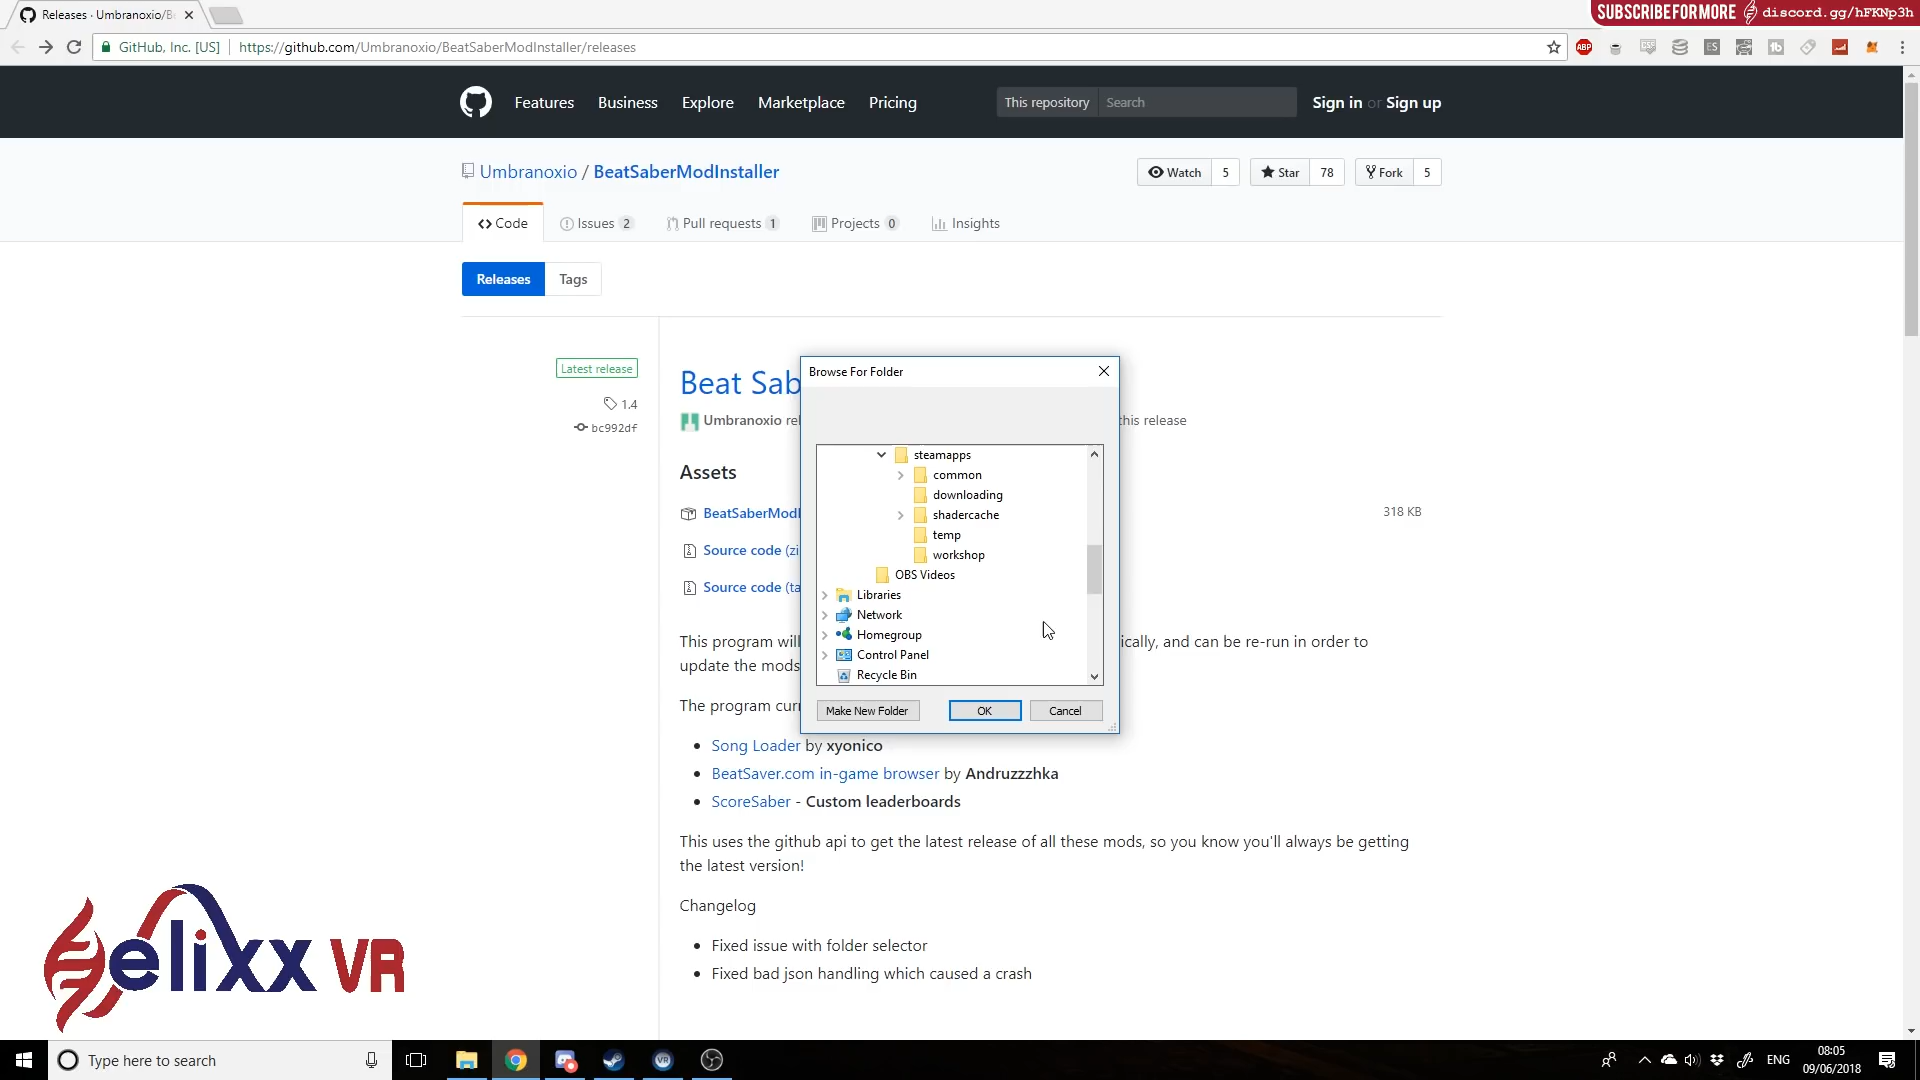 Releases · Umbranoxio/Be
SUBSCRIBE FOR MORE discord.gg/hFKNp3h
GitHub, Inc. [US] https://github.com/Umbranoxio/BeatSaberModInstaller/releases
ABP
CSS
ES
tb
Features Business Explore Marketplace Pricing This repository Search Sign in or Sign up
Umbranoxio / BeatSaberModInstaller Watch 5 Star 78 Fork 5
Code Issues 2 Pull requests 1 Projects 0 Insights
Releases Tags
Latest release
1.4
bc992df
Beat Sab
Umbranoxio rel this release
Assets
BeatSaberModI 318 KB
Source code (zi
Source code (ta
This program will ically, and can be re-run in order to
update the mods
The program curr
Browse For Folder
steamapps
common
downloading
shadercache
temp
workshop
OBS Videos
Libraries
Network
Homegroup
Control Panel
Recycle Bin
Make New Folder OK Cancel
Song Loader by xyonico
BeatSaver.com in-game browser by Andruzzzhka
ScoreSaber - Custom leaderboards
This uses the github api to get the latest release of all these mods, so you know you'll always be getting
the latest version!
Changelog
Fixed issue with folder selector
Fixed bad json handling which caused a crash
elixx VR
Type here to search
VR
ENG
08:05
09/06/2018